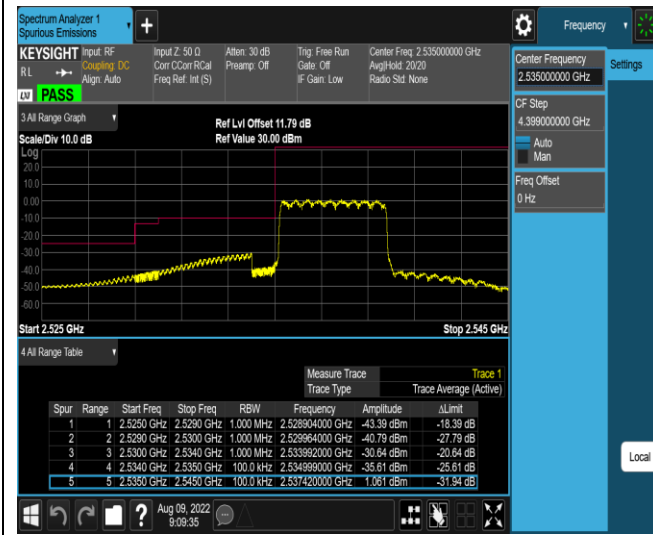 Spectrum Analyzer 1
Spurious Emissions
Frequency
KEYSIGHT
Input: RF
Coupling: DC
Align: Auto
Input Z: 50 Ω
Corr CCorr RCal
Freq Ref: Int (S)
Atten: 30 dB
Preamp: Off
Trig: Free Run
Gate: Off
IF Gain: Low
Center Freq: 2.535000000 GHz
Avg|Hold: 20/20
Radio Std: None
R L
LXI PASS
Center Frequency
2.535000000 GHz
Settings
CF Step
4.399000000 GHz
Auto
Man
Freq Offset
0 Hz
3 All Range Graph
Scale/Div 10.0 dB
Ref Lvl Offset 11.79 dB
Ref Value 30.00 dBm
Log
20.0
10.0
0.00
-10.0
-20.0
-30.0
-40.0
-50.0
-60.0
Start 2.525 GHz
Stop 2.545 GHz
4 All Range Table
Measure Trace Trace 1
Trace Type Trace Average (Active)
Spur Range Start Freq Stop Freq RBW Frequency Amplitude ΔLimit
1 1 2.5250 GHz 2.5290 GHz 1.000 MHz 2.528904000 GHz -43.39 dBm -18.39 dB
2 2 2.5290 GHz 2.5300 GHz 1.000 MHz 2.529964000 GHz -40.79 dBm -27.79 dB
3 3 2.5300 GHz 2.5340 GHz 1.000 MHz 2.533992000 GHz -30.64 dBm -20.64 dB
4 4 2.5340 GHz 2.5350 GHz 100.0 kHz 2.534999000 GHz -35.61 dBm -25.61 dB
5 5 2.5350 GHz 2.5450 GHz 100.0 kHz 2.537420000 GHz 1.061 dBm -31.94 dB
Local
Aug 09, 2022
9:09:35